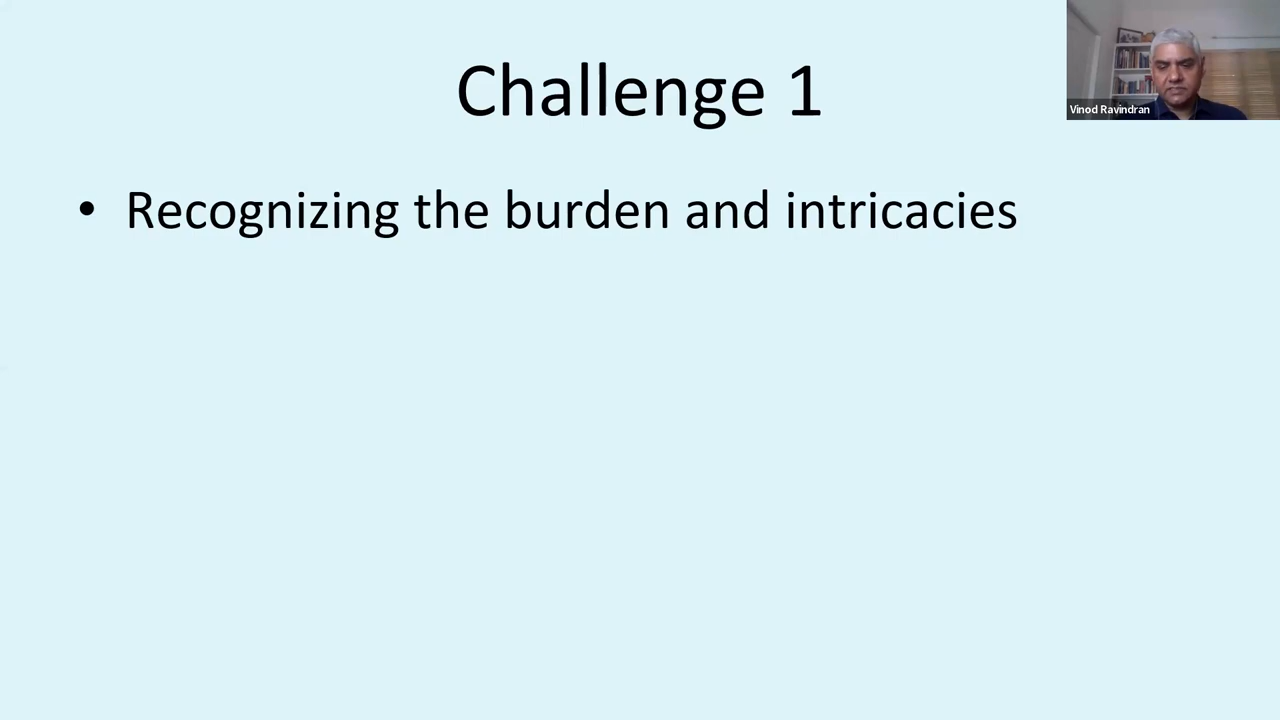 Challenge 1
Vinod Ravindran
• Recognizing the burden and intricacies